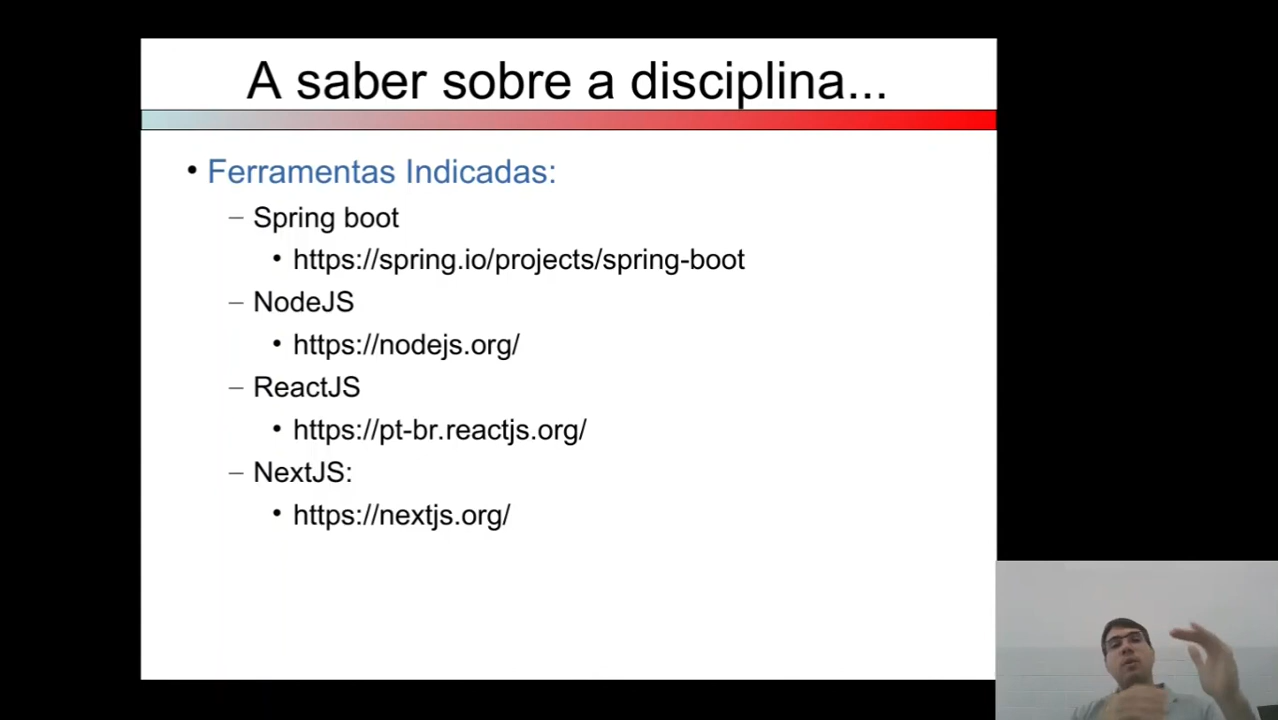 A saber sobre a disciplina...
• Ferramentas Indicadas:
– Spring boot
• https://spring.io/projects/spring-boot
– NodeJS
• https://nodejs.org/
– ReactJS
• https://pt-br.reactjs.org/
– NextJS:
• https://nextjs.org/